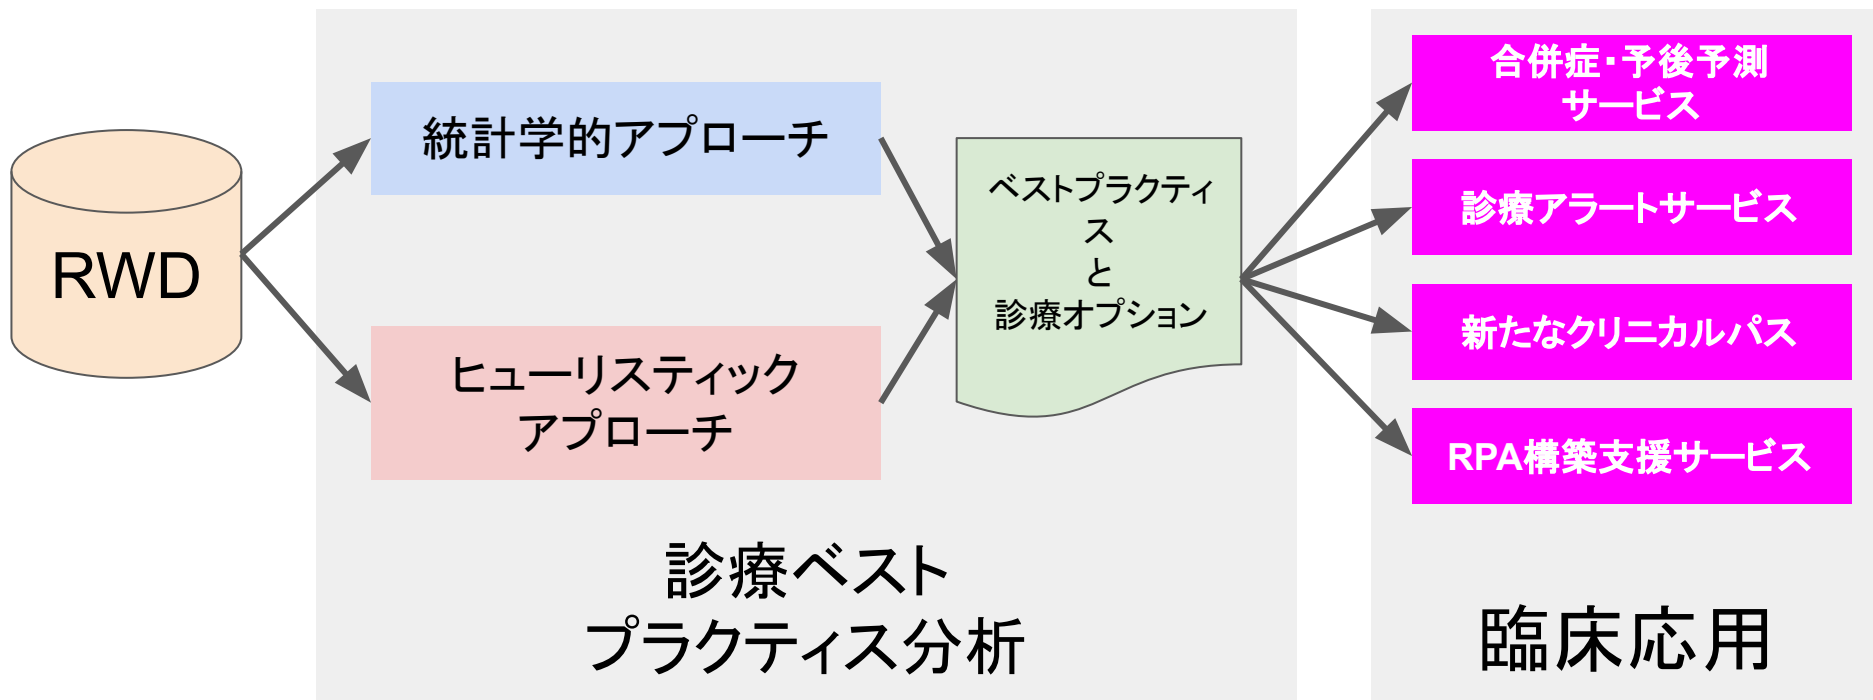 RWD
統計学的アプローチ
ヒューリスティック
アプローチ
ベストプラクティ
ス
と
診療オプション
診療ベスト
プラクティス分析
合併症・予後予測
サービス
診療アラートサービス
新たなクリニカルパス
RPA構築支援サービス
臨床応用